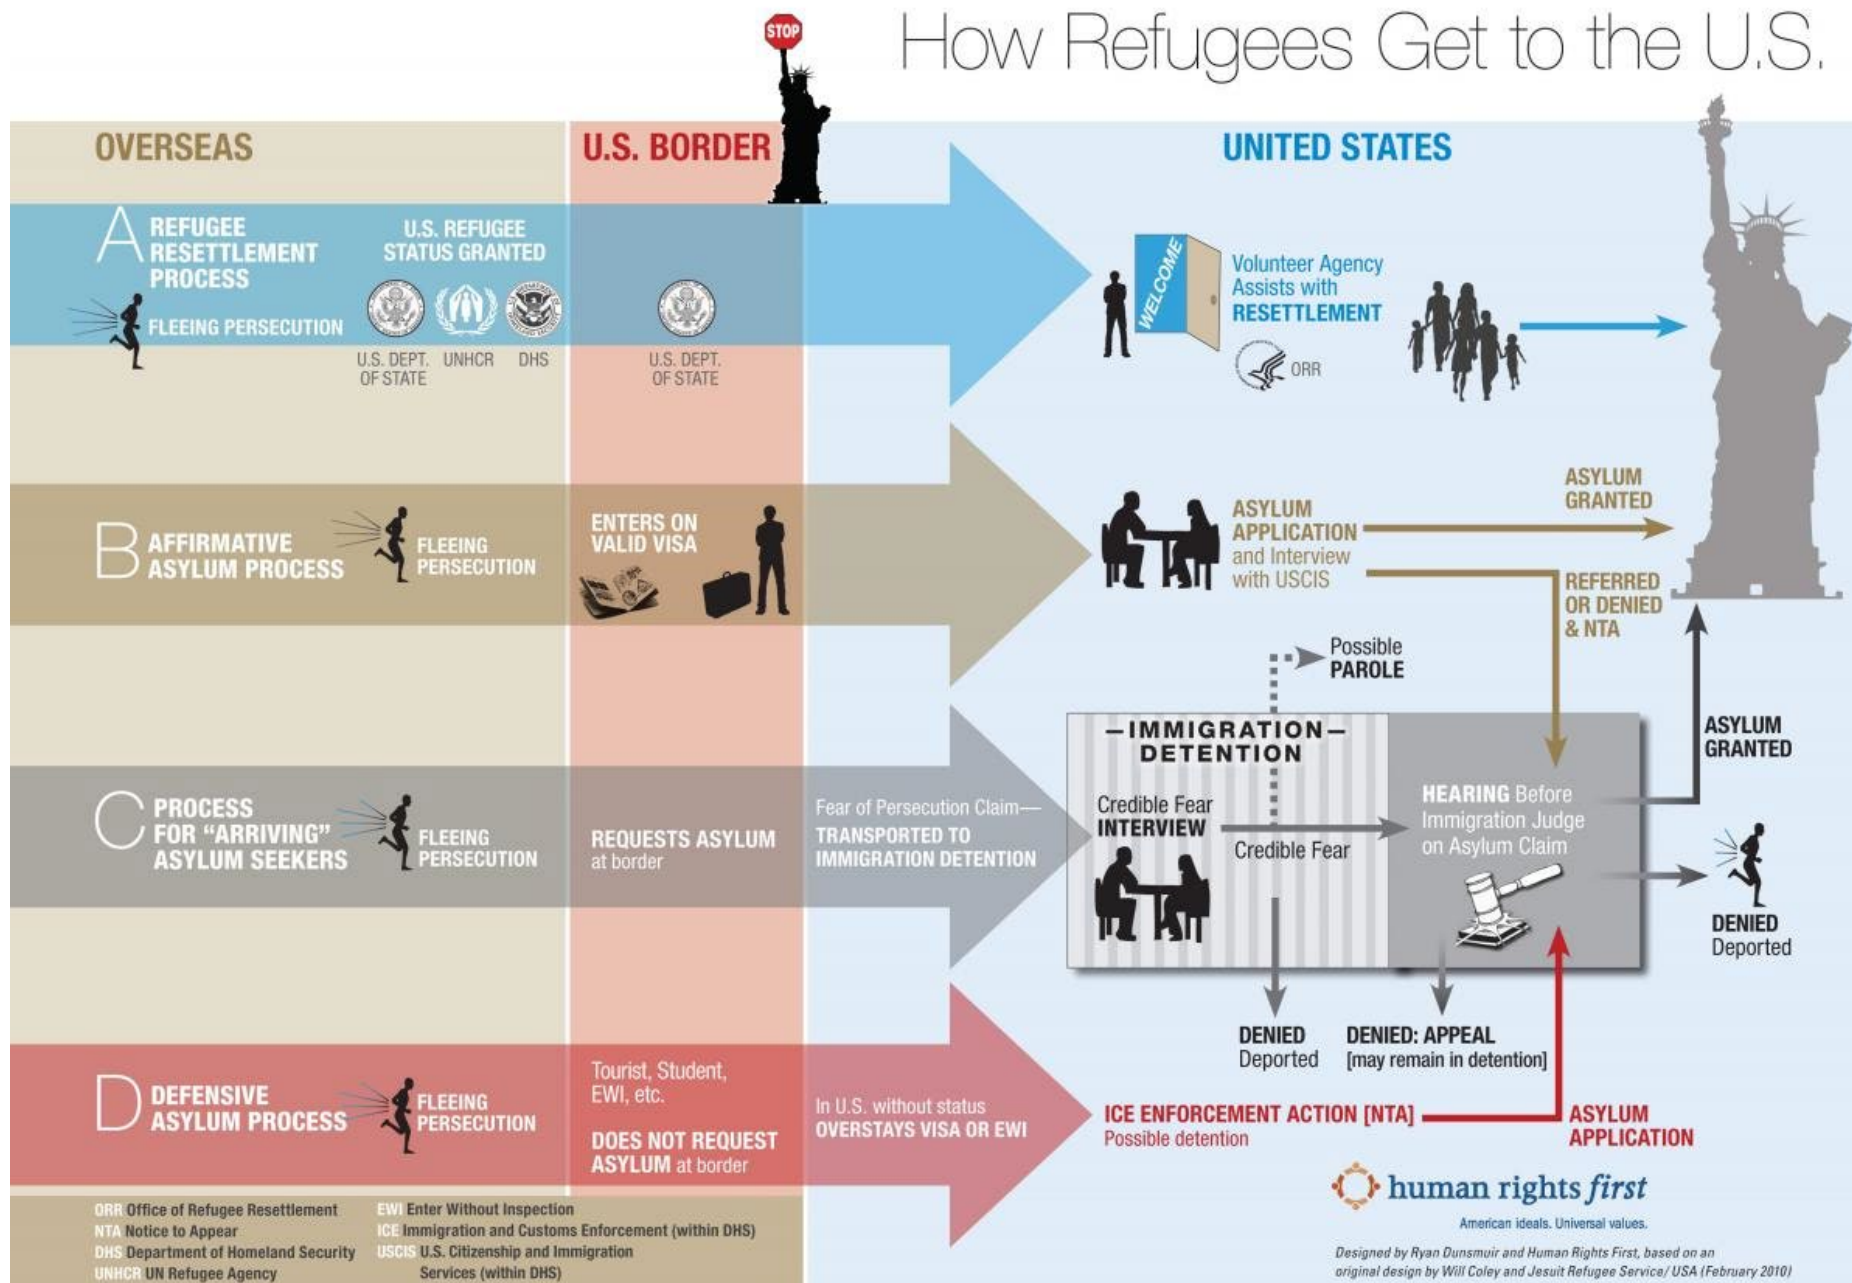 STOP
How Refugees Get to the U.S.
OVERSEAS
U.S. BORDER
UNITED STATES
A REFUGEE
RESETTLEMENT
PROCESS
FLEEING PERSECUTION
U.S. REFUGEE
STATUS GRANTED
U.S. DEPT.
OF STATE
UNHCR
DHS
U.S. DEPT.
OF STATE
WELCOME
Volunteer Agency
Assists with
RESETTLEMENT
ORR
B AFFIRMATIVE
ASYLUM PROCESS
FLEEING
PERSECUTION
ENTERS ON
VALID VISA
ASYLUM
APPLICATION
and Interview
with USCIS
ASYLUM
GRANTED
REFERRED
OR DENIED
& NTA
Possible
PAROLE
C PROCESS
FOR “ARRIVING”
ASYLUM SEEKERS
FLEEING
PERSECUTION
REQUESTS ASYLUM
at border
Fear of Persecution Claim—
TRANSPORTED TO
IMMIGRATION DETENTION
–IMMIGRATION–
DETENTION
Credible Fear
INTERVIEW
Credible Fear
HEARING Before
Immigration Judge
on Asylum Claim
ASYLUM
GRANTED
DENIED
Deported
DENIED
Deported
DENIED: APPEAL
[may remain in detention]
D DEFENSIVE
ASYLUM PROCESS
FLEEING
PERSECUTION
Tourist, Student,
EWI, etc.
DOES NOT REQUEST
ASYLUM at border
In U.S. without status
OVERSTAYS VISA OR EWI
ICE ENFORCEMENT ACTION [NTA]
Possible detention
ASYLUM
APPLICATION
ORR Office of Refugee Resettlement
NTA Notice to Appear
DHS Department of Homeland Security
UNHCR UN Refugee Agency
EWI Enter Without Inspection
ICE Immigration and Customs Enforcement (within DHS)
USCIS U.S. Citizenship and Immigration
Services (within DHS)
human rights first
American ideals. Universal values.
Designed by Ryan Dunsmuir and Human Rights First, based on an
original design by Will Coley and Jesuit Refugee Service/ USA (February 2010)